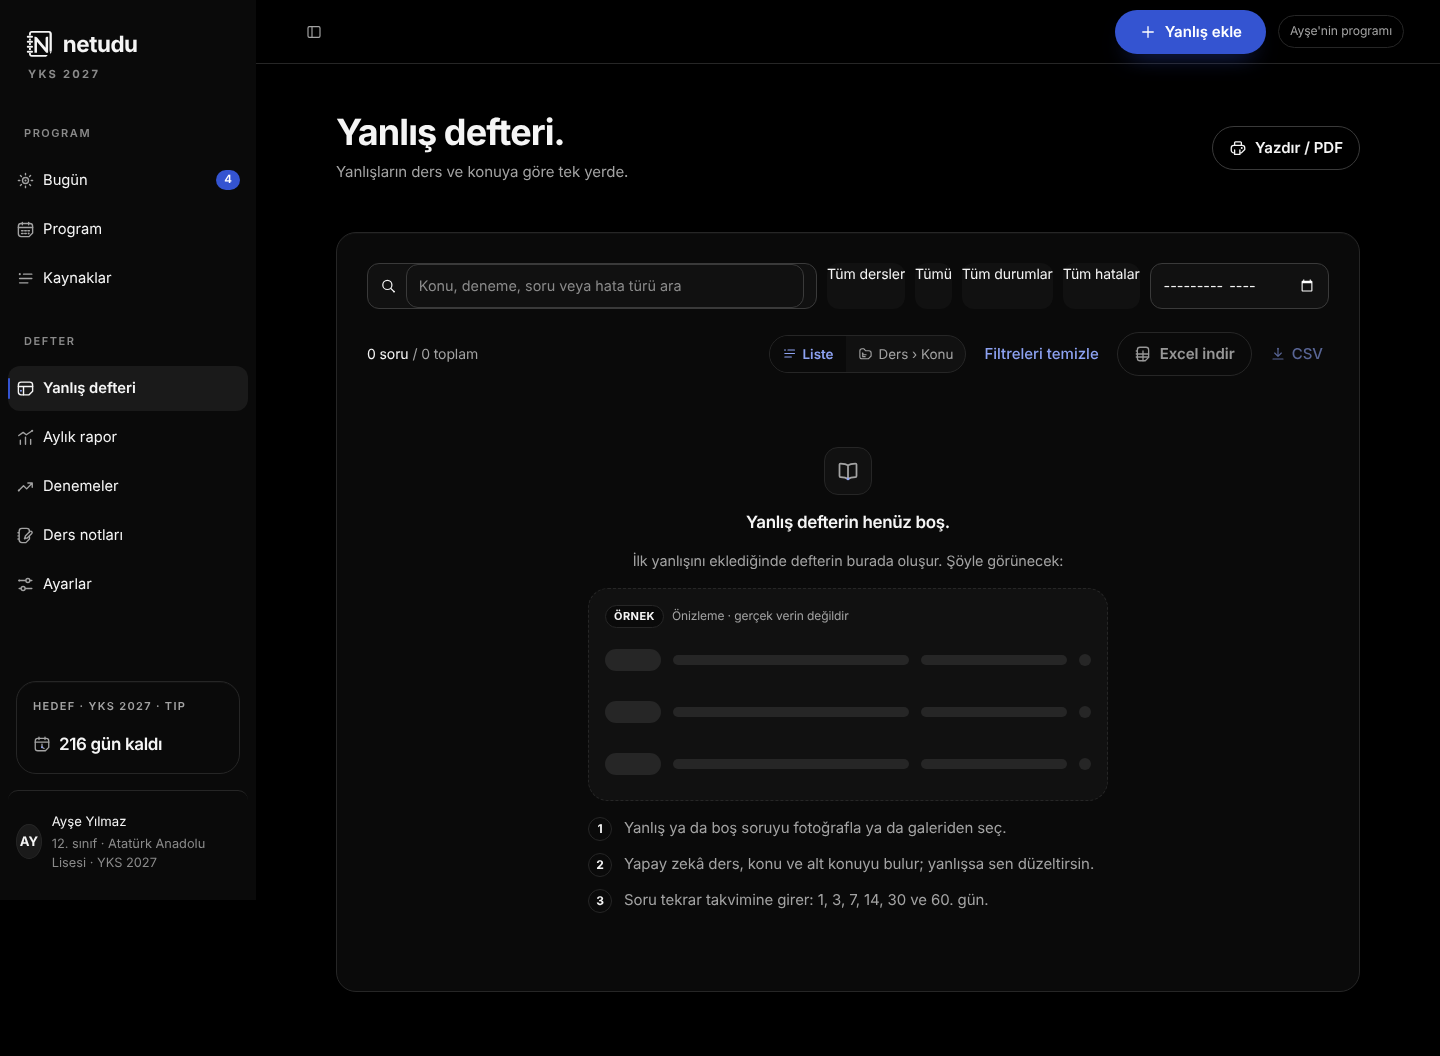 netudu
YKS 2027
PROGRAM
Bugün 4
Program
Kaynaklar
DEFTER
Yanlış defteri
Aylık rapor
Denemeler
Ders notları
Ayarlar
HEDEF · YKS 2027 · TIP
216 gün kaldı
AY
Ayşe Yılmaz
12. sınıf · Atatürk Anadolu
Lisesi · YKS 2027
Yanlış ekle
Ayşe'nin programı
Yanlış defteri.
Yanlışların ders ve konuya göre tek yerde.
Yazdır / PDF
Konu, deneme, soru veya hata türü ara
Tüm dersler Tümü Tüm durumlar Tüm hatalar --------- ----
0 soru / 0 toplam
Liste Ders › Konu Filtreleri temizle Excel indir CSV
Yanlış defterin henüz boş.
İlk yanlışını eklediğinde defterin burada oluşur. Şöyle görünecek:
ÖRNEK Önizleme · gerçek verin değildir
1 Yanlış ya da boş soruyu fotoğrafla ya da galeriden seç.
2 Yapay zekâ ders, konu ve alt konuyu bulur; yanlışsa sen düzeltirsin.
3 Soru tekrar takvimine girer: 1, 3, 7, 14, 30 ve 60. gün.